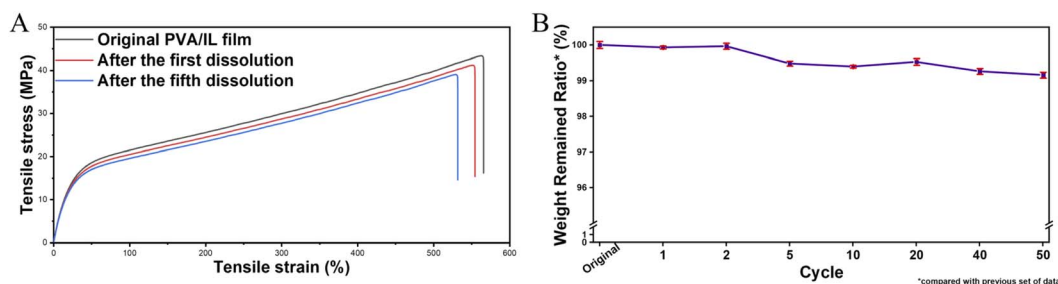 A
Tensile stress (MPa)
50
40
30
20
10
0
Original PVA/IL film
After the first dissolution
After the fifth dissolution
0 100 200 300 400 500 600
Tensile strain (%)
B
Weight Remained Ratio* (%)
100
99
98
97
96
1
0
Original 1 2 5 10 20 40 50
Cycle
*compared with previous set of data